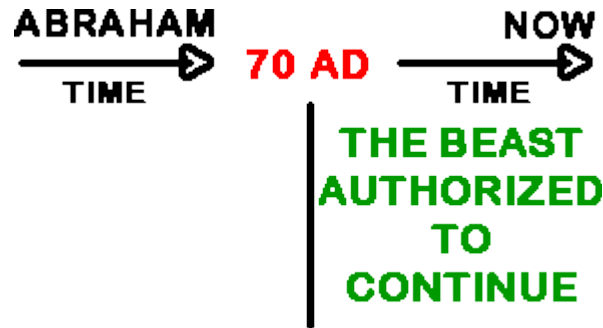 ABRAHAM
NOW
70 AD
TIME
TIME
THE BEAST
AUTHORIZED
TO
CONTINUE